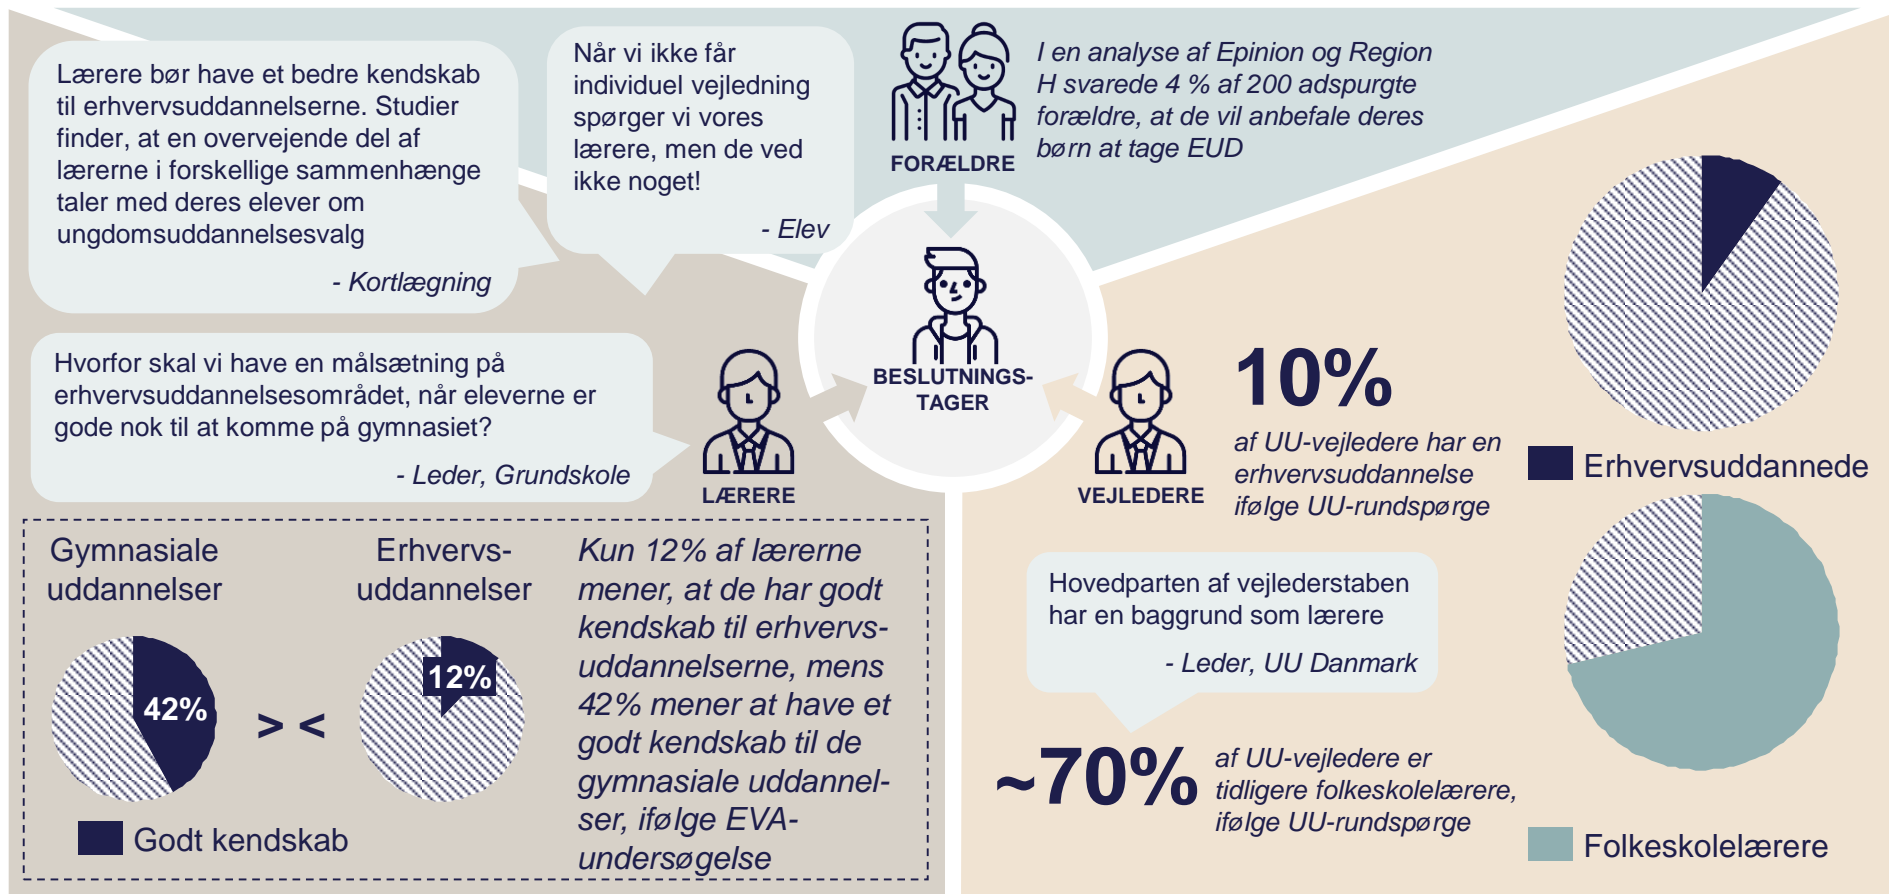 Lærere bør have et bedre kendskab
til erhvervsuddannelserne. Studier
finder, at en overvejende del af
lærerne i forskellige sammenhænge
taler med deres elever om
ungdomsuddannelsesvalg
- Kortlægning
Når vi ikke får
individuel vejledning
spørger vi vores
lærere, men de ved
ikke noget!
- Elev
FORÆLDRE
I en analyse af Epinion og Region
H svarede 4 % af 200 adspurgte
forældre, at de vil anbefale deres
børn at tage EUD
BESLUTNINGS-
TAGER
Hvorfor skal vi have en målsætning på
erhvervsuddannelsesområdet, når eleverne er
gode nok til at komme på gymnasiet?
- Leder, Grundskole
LÆRERE
VEJLEDERE
10%
af UU-vejledere har en
erhvervsuddannelse
ifølge UU-rundspørge
Erhvervsuddannede
Gymnasiale
uddannelser
42%
> <
Erhvervs-
uddannelser
12%
Godt kendskab
Kun 12% af lærerne
mener, at de har godt
kendskab til erhvervs-
uddannelserne, mens
42% mener at have et
godt kendskab til de
gymnasiale uddannel-
ser, ifølge EVA-
undersøgelse
Hovedparten af vejlederstaben
har en baggrund som lærere
- Leder, UU Danmark
~70%
af UU-vejledere er
tidligere folkeskolelærere,
ifølge UU-rundspørge
Folkeskolelærere